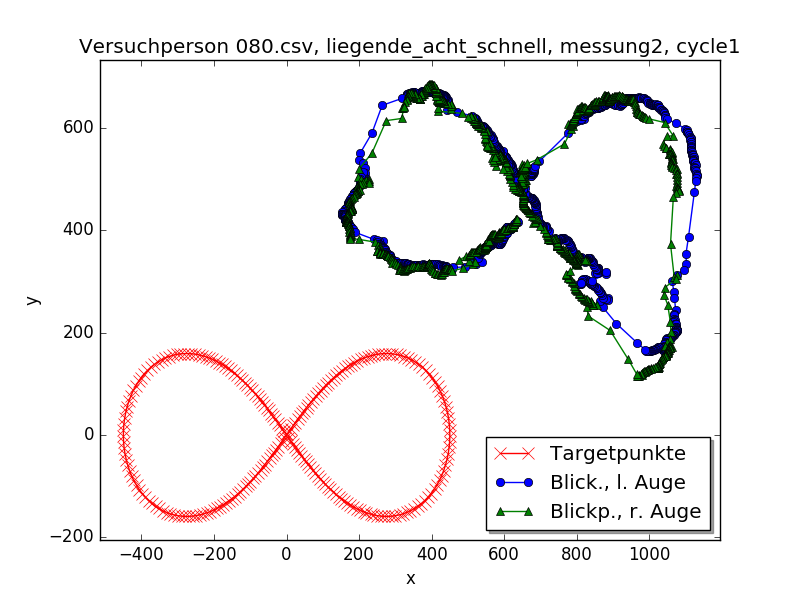 Versuchperson 080.csv, liegende_acht_schnell, messung2, cycle1
y
600
400
200
0
−200
−400
−200
0
200
400
600
800
1000
x
Targetpunkte
Blick., l. Auge
Blickp., r. Auge